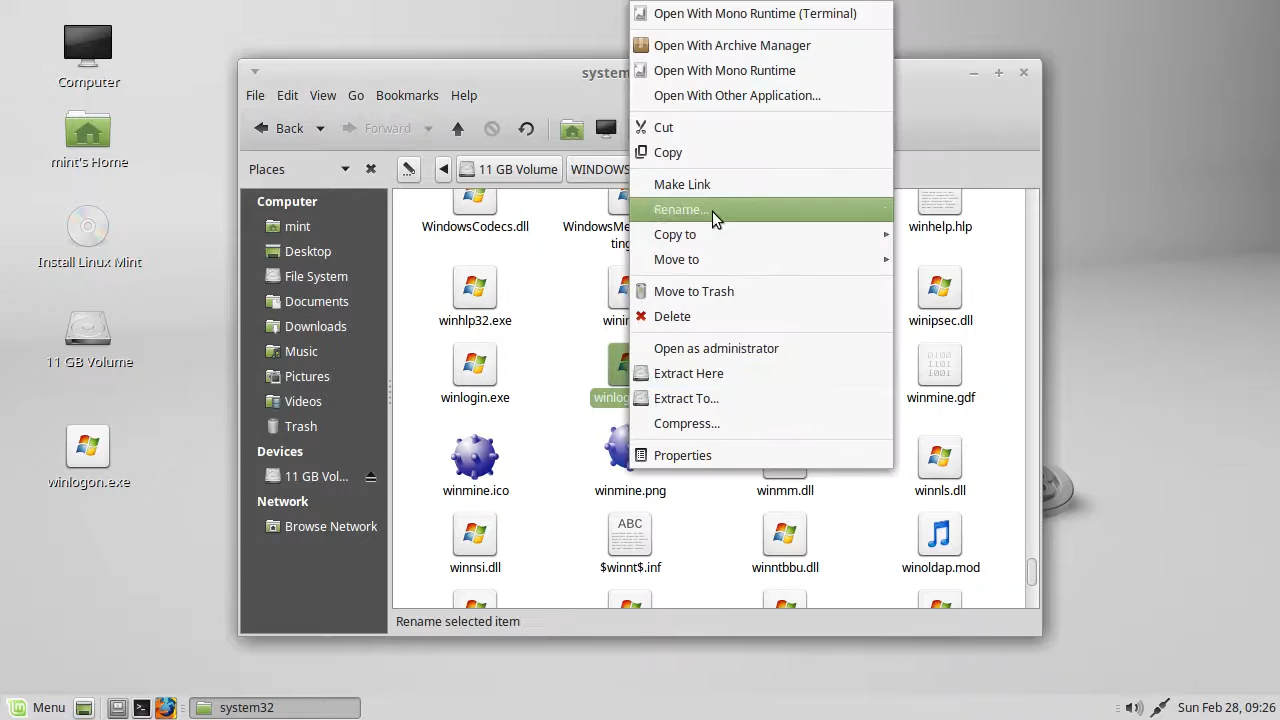 Computer
mint's Home
Install Linux Mint
11 GB Volume
winlogon.exe
system
File Edit View Go Bookmarks Help
Back
Forward
Places
11 GB Volume
WINDOWS
Computer
mint
Desktop
File System
Documents
Downloads
Music
Pictures
Videos
Trash
Devices
11 GB Vol...
Network
Browse Network
WindowsCodecs.dll
WindowsMe
ting
winhelp.hlp
winhlp32.exe
winipsec.dll
winlogin.exe
winlog
winmine.gdf
winmine.ico
winmine.png
winmm.dll
winnls.dll
winnsi.dll
ABC
$winnt$.inf
winntbbu.dll
winoldap.mod
Open With Mono Runtime (Terminal)
Open With Archive Manager
Open With Mono Runtime
Open With Other Application...
Cut
Copy
Make Link
Rename...
Copy to
Move to
Move to Trash
Delete
Open as administrator
Extract Here
Extract To...
Compress...
Properties
Rename selected item
Menu
system32
Sun Feb 28, 09:26